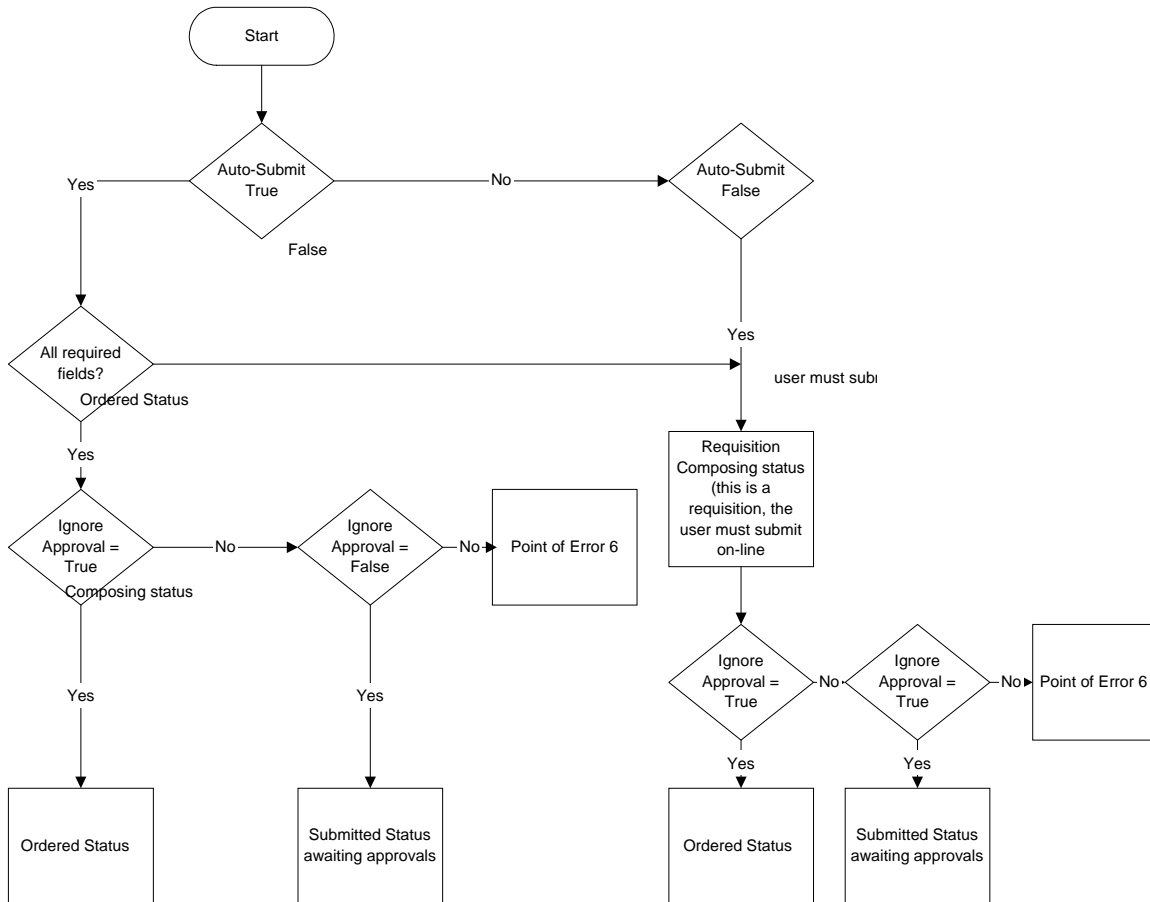 Start
Auto-Submit
True
Yes
No
Auto-Submit
False
False
Yes
All required
fields?
user must subm
Ordered Status
Yes
Requisition
Composing status
(this is a
requisition, the
user must submit
on-line
Ignore
Approval =
True
No
Ignore
Approval =
False
No
Point of Error 6
Composing status
Ignore
Approval =
True
No
Ignore
Approval =
True
No
Point of Error 6
Yes
Yes
Yes
Yes
Ordered Status
Submitted Status
awaiting approvals
Ordered Status
Submitted Status
awaiting approvals